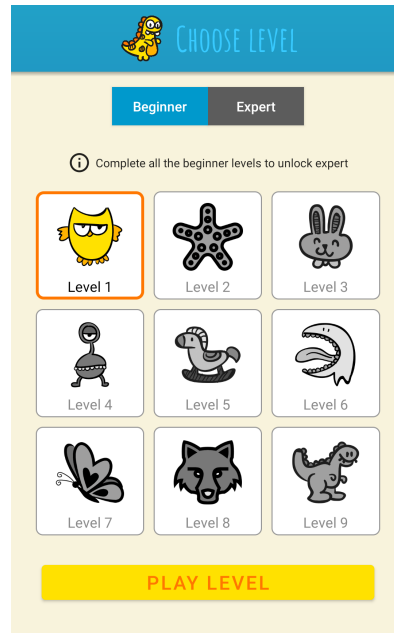 CHOOSE LEVEL
Beginner Expert
Complete all the beginner levels to unlock expert
Level 1 Level 2 Level 3
Level 4 Level 5 Level 6
Level 7 Level 8 Level 9
PLAY LEVEL